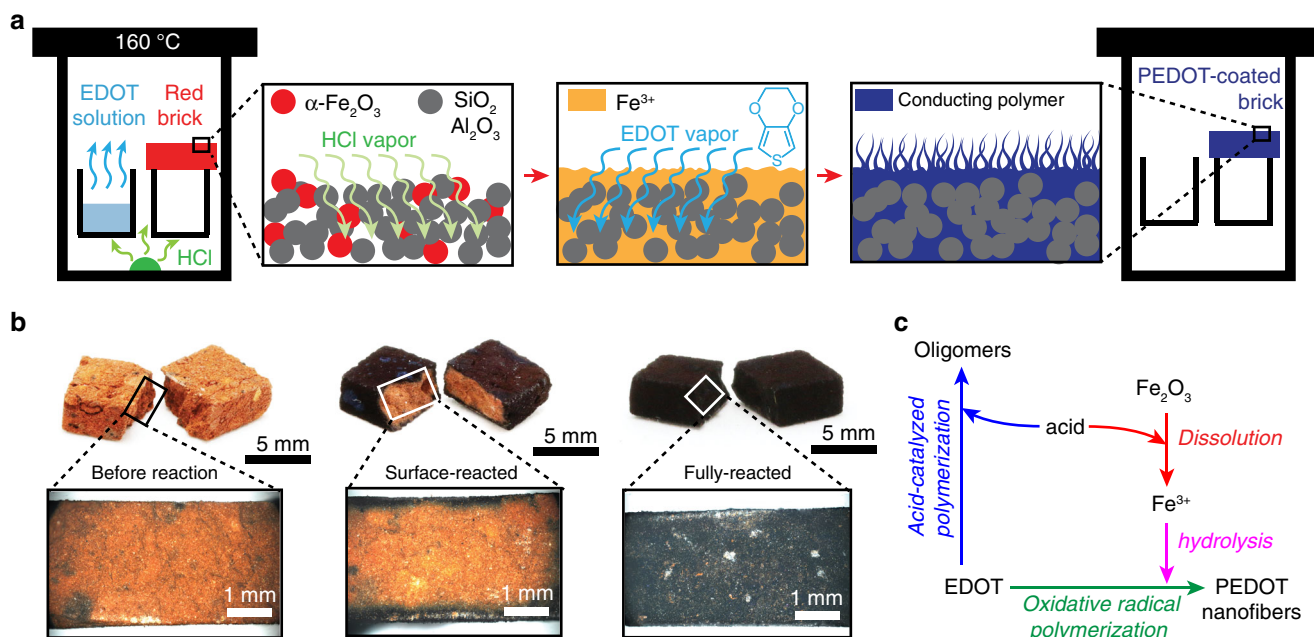 a
160 °C
EDOT
solution
Red
brick
HCl
α-Fe₂O₃
SiO₂
Al₂O₃
HCl vapor
Fe³⁺
EDOT vapor
O
O
S
Conducting polymer
PEDOT-coated
brick
b
5 mm
5 mm
5 mm
Before reaction
Surface-reacted
Fully-reacted
1 mm
1 mm
1 mm
c
Oligomers
Fe₂O₃
acid
Dissolution
Acid-catalyzed
polymerization
Fe³⁺
hydrolysis
EDOT
PEDOT
nanofibers
Oxidative radical
polymerization